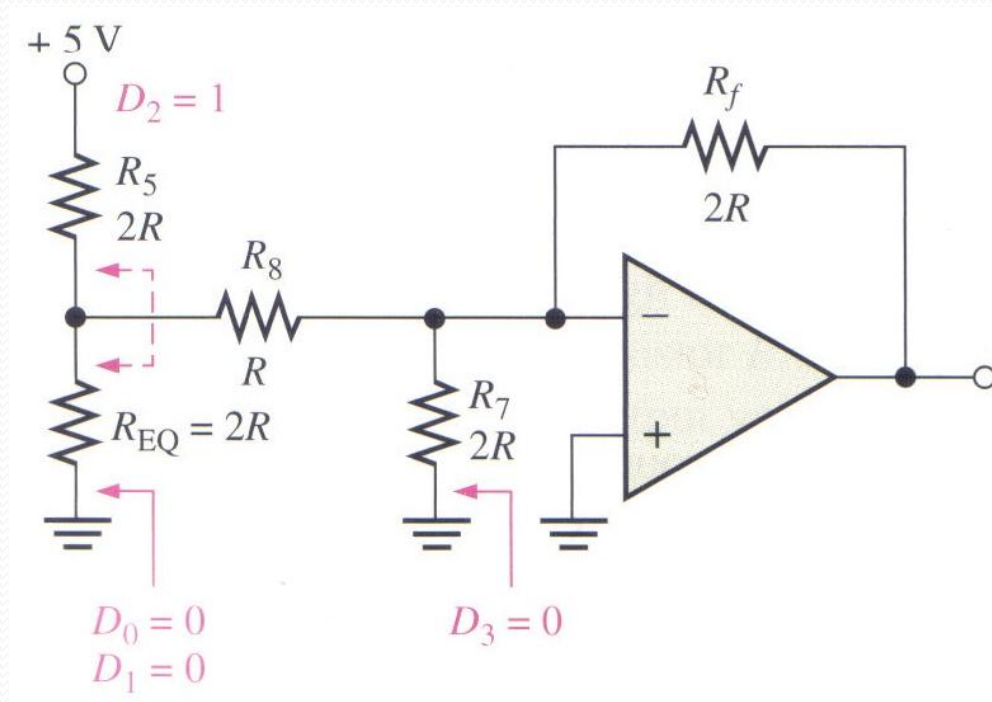 + 5 V
D₂ = 1
R₅
2R
R₈
R
R_EQ = 2R
D₀ = 0
D₁ = 0
R_f
2R
−
+
R₇
2R
D₃ = 0